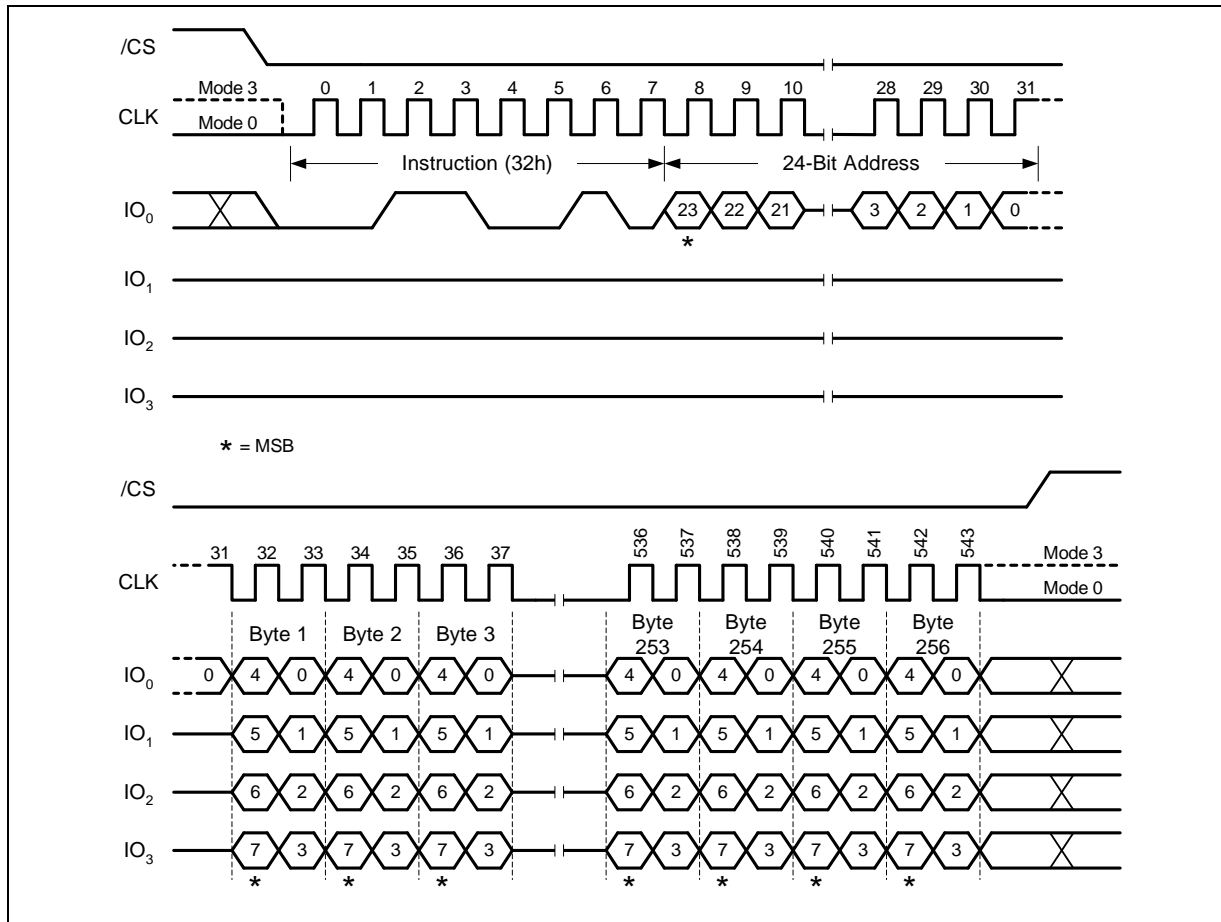 /CS
Mode 3 0 1 2 3 4 5 6 7 8 9 10 28 29 30 31
CLK
Mode 0
Instruction (32h) 24-Bit Address
IO0 23 22 21 3 2 1 0
*
IO1
IO2
IO3
* = MSB
/CS
31 32 33 34 35 36 37 536 537 538 539 540 541 542 543
CLK Mode 3
Mode 0
Byte 1 Byte 2 Byte 3 Byte 253 Byte 254 Byte 255 Byte 256
IO0 0 4 0 4 0 4 0 4 0 4 0 4 0 4 0
IO1 5 1 5 1 5 1 5 1 5 1 5 1 5 1
IO2 6 2 6 2 6 2 6 2 6 2 6 2 6 2
IO3 7 3 7 3 7 3 7 3 7 3 7 3 7 3
* * * * * * *